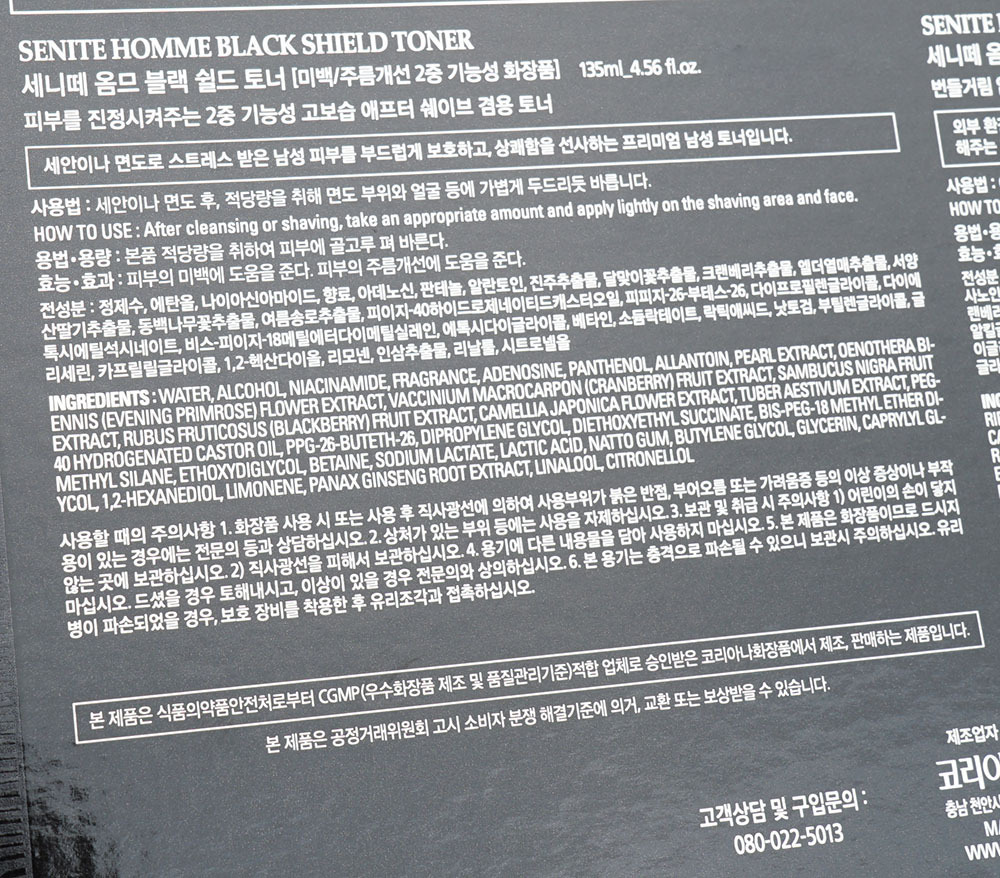 SENITE HOMME BLACK SHIELD TONER
세니떼 옴므 블랙 쉴드 토너 [미백/주름개선 2중 기능성 화장품] 135ml_4.56 fl.oz.
피부를 진정시켜주는 2중 기능성 고보습 애프터 쉐이브 겸용 토너
세안이나 면도로 스트레스 받은 남성 피부를 부드럽게 보호하고, 상쾌함을 선사하는 프리미엄 남성 토너입니다.
사용법 : 세안이나 면도 후, 적당량을 취해 면도 부위와 얼굴 등에 가볍게 두드리듯 바릅니다.
HOW TO USE : After cleansing or shaving, take an appropriate amount and apply lightly on the shaving area and face.
용법·용량 : 본품 적당량을 취하여 피부에 골고루 펴 바른다.
효능·효과 : 피부의 미백에 도움을 준다. 피부의 주름개선에 도움을 준다.
전성분 : 정제수, 에탄올, 나이아신아마이드, 향료, 아데노신, 판테놀, 알란토인, 진주추출물, 달맞이꽃추출물, 크랜베리추출물, 엘더열매추출물, 서양
산딸기추출물, 동백나무꽃추출물, 여름송로추출물, 피이지-40하이드로제네이티드캐스터오일, 피피지-26-부테스-26, 다이프로필렌글라이콜, 다이에
톡시에틸석시네이트, 비스-피이지-18메틸에터다이메틸실레인, 에톡시다이글라이콜, 베타인, 소듐락테이트, 락틱애씨드, 낫토검, 부틸렌글라이콜, 글
리세린, 카프릴릴글라이콜, 1,2-헥산다이올, 리모넨, 인삼추출물, 리날룰, 시트로넬올
INGREDIENTS : WATER, ALCOHOL, NIACINAMIDE, FRAGRANCE, ADENOSINE, PANTHENOL, ALLANTOIN, PEARL EXTRACT, OENOTHERA BI-
ENNIS (EVENING PRIMROSE) FLOWER EXTRACT, VACCINIUM MACROCARPON (CRANBERRY) FRUIT EXTRACT, SAMBUCUS NIGRA FRUIT
EXTRACT, RUBUS FRUTICOSUS (BLACKBERRY) FRUIT EXTRACT, CAMELLIA JAPONICA FLOWER EXTRACT, TUBER AESTIVUM EXTRACT, PEG-
40 HYDROGENATED CASTOR OIL, PPG-26-BUTETH-26, DIPROPYLENE GLYCOL, DIETHOXYETHYL SUCCINATE, BIS-PEG-18 METHYL ETHER DI-
METHYL SILANE, ETHOXYDIGLYCOL, BETAINE, SODIUM LACTATE, LACTIC ACID, NATTO GUM, BUTYLENE GLYCOL, GLYCERIN, CAPRYLYL GL-
YCOL, 1,2-HEXANEDIOL, LIMONENE, PANAX GINSENG ROOT EXTRACT, LINALOOL, CITRONELLOL
사용할 때의 주의사항 1. 화장품 사용 시 또는 사용 후 직사광선에 의하여 사용부위가 붉은 반점, 부어오름 또는 가려움증 등의 이상 증상이나 부작
용이 있는 경우에는 전문의 등과 상담하십시오. 2. 상처가 있는 부위 등에는 사용을 자제하십시오. 3. 보관 및 취급 시 주의사항 1) 어린이의 손이 닿지
않는 곳에 보관하십시오. 2) 직사광선을 피해서 보관하십시오. 4. 용기에 다른 내용물을 담아 사용하지 마십시오. 5. 본 제품은 화장품이므로 드시지
마십시오. 드셨을 경우 토해내시고, 이상이 있을 경우 전문의와 상의하십시오. 6. 본 용기는 충격으로 파손될 수 있으니 보관시 주의하십시오. 유리
병이 파손되었을 경우, 보호 장비를 착용한 후 유리조각과 접촉하십시오.
본 제품은 식품의약품안전처로부터 CGMP(우수화장품 제조 및 품질관리기준)적합 업체로 승인받은 코리아나화장품에서 제조, 판매하는 제품입니다.
본 제품은 공정거래위원회 고시 소비자 분쟁 해결기준에 의거, 교환 또는 보상받을 수 있습니다.
고객상담 및 구입문의 :
080-022-5013
SENITE
세니떼 옴므
번들거림
외부
해주는
사용법 :
HOW TO
용법·용
효능·효
전성분
제조업자
코리아
충남 천안시
WWW